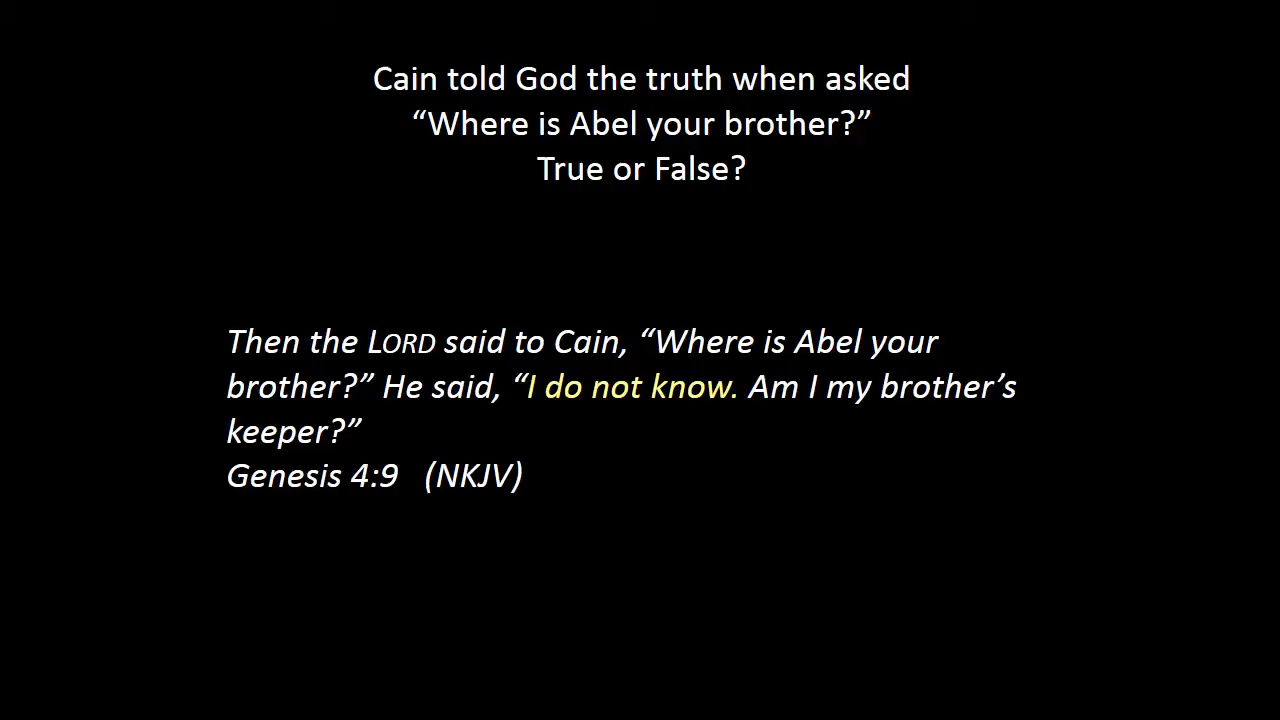 Cain told God the truth when asked
“Where is Abel your brother?”
True or False?
Then the LORD said to Cain, “Where is Abel your
brother?” He said, “I do not know. Am I my brother’s
keeper?”
Genesis 4:9   (NKJV)